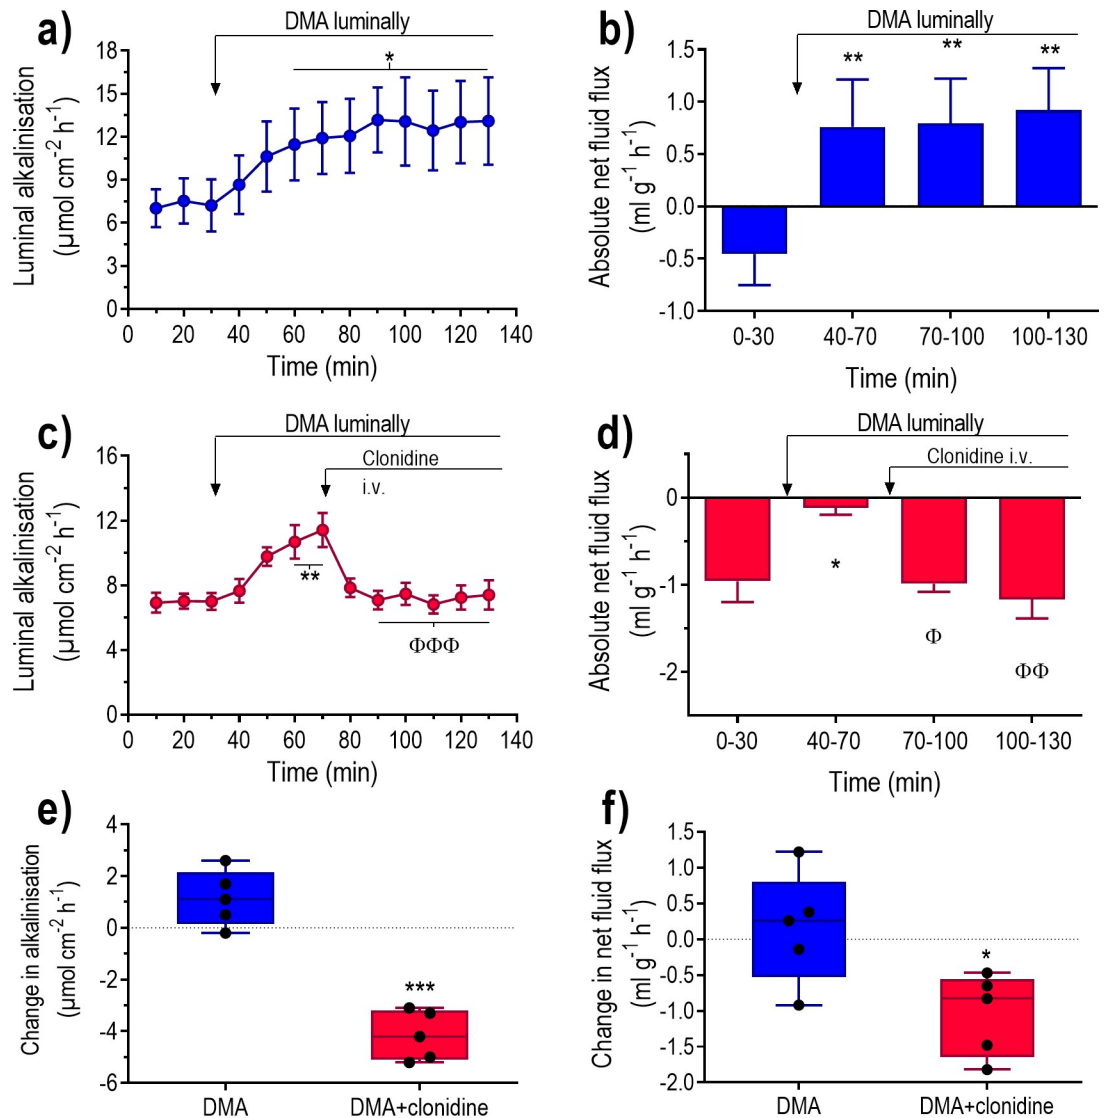 a)
DMA luminally
*
Luminal alkalinisation
(µmol cm⁻² h⁻¹)
18
15
12
9
6
3
0
0 20 40 60 80 100 120 140
Time (min)
b)
DMA luminally
** ** **
Absolute net fluid flux
(ml g⁻¹ h⁻¹)
1.5
1.0
0.5
0.0
-0.5
-1.0
0-30 40-70 70-100 100-130
Time (min)
c)
DMA luminally
Clonidine
i.v.
Luminal alkalinisation
(µmol cm⁻² h⁻¹)
16
12
8
4
0
**
ΦΦΦ
0 20 40 60 80 100 120 140
Time (min)
d)
DMA luminally
Clonidine i.v.
Absolute net fluid flux
(ml g⁻¹ h⁻¹)
0
-1
-2
*
Φ
ΦΦ
0-30 40-70 70-100 100-130
Time (min)
e)
Change in alkalinisation
(µmol cm⁻² h⁻¹)
4
2
0
-2
-4
-6
***
DMA DMA+clonidine
f)
Change in net fluid flux
(ml g⁻¹ h⁻¹)
1.5
1.0
0.5
0.0
-0.5
-1.0
-1.5
-2.0
*
DMA DMA+clonidine